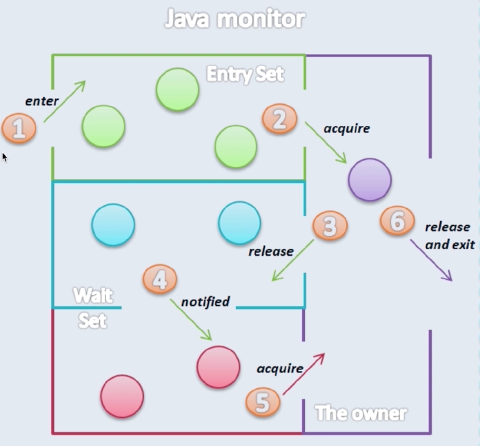 Java monitor
Entry Set
enter
1
2
acquire
3
6
release
release
and exit
4
Wait
Set
notified
acquire
5
The owner